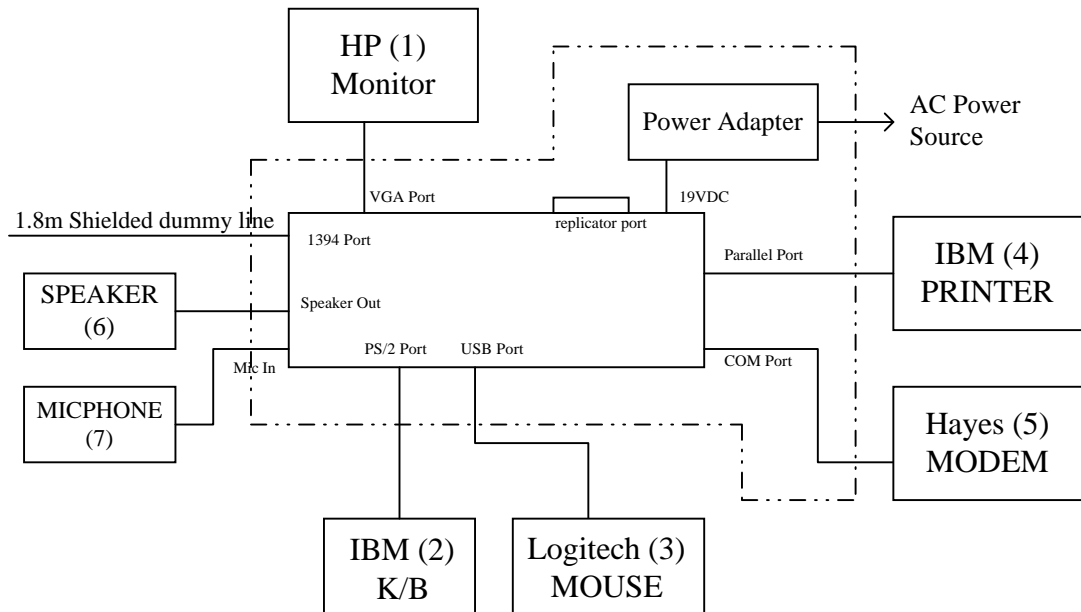 HP (1)
Monitor
Power Adapter
AC Power
Source
VGA Port
19VDC
1.8m Shielded dummy line
replicator port
1394 Port
Parallel Port
IBM (4)
PRINTER
SPEAKER
(6)
Speaker Out
PS/2 Port
USB Port
Mic In
COM Port
MICPHONE
(7)
Hayes (5)
MODEM
IBM (2)
K/B
Logitech (3)
MOUSE